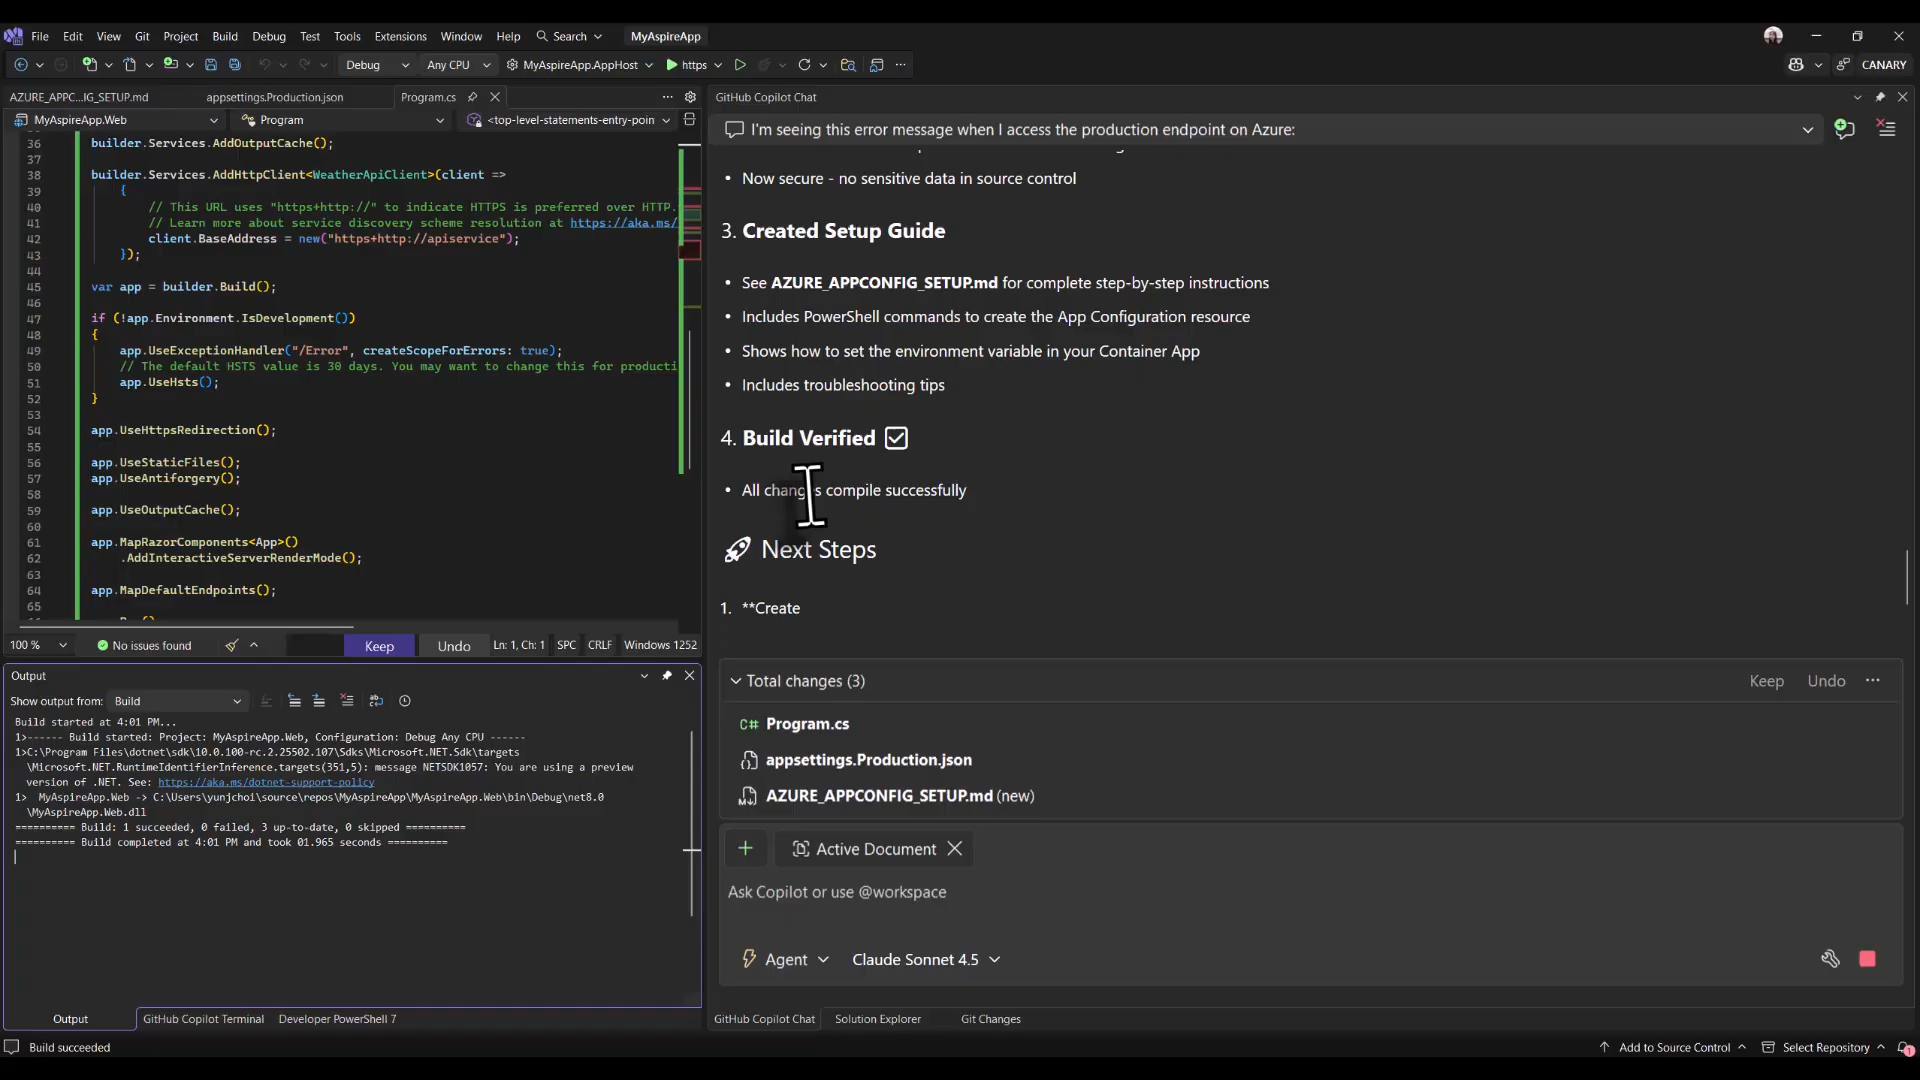 File Edit View Git Project Build Debug Test Tools Extensions Window Help Search MyAspireApp
Debug Any CPU MyAspireApp.AppHost https CANARY
AZURE_APPC...IG_SETUP.md appsettings.Production.json Program.cs
MyAspireApp.Web Program <top-level-statements-entry-poin
36 builder.Services.AddOutputCache();
37
38 builder.Services.AddHttpClient<WeatherApiClient>(client =>
39 {
40 // This URL uses "https+http://" to indicate HTTPS is preferred over HTTP.
41 // Learn more about service discovery scheme resolution at https://aka.ms/
42 client.BaseAddress = new("https+http://apiservice");
43 });
44
45 var app = builder.Build();
46
47 if (!app.Environment.IsDevelopment())
48 {
49 app.UseExceptionHandler("/Error", createScopeForErrors: true);
50 // The default HSTS value is 30 days. You may want to change this for producti
51 app.UseHsts();
52 }
53
54 app.UseHttpsRedirection();
55
56 app.UseStaticFiles();
57 app.UseAntiforgery();
58
59 app.UseOutputCache();
60
61 app.MapRazorComponents<App>()
62 .AddInteractiveServerRenderMode();
63
64 app.MapDefaultEndpoints();
65
100 % No issues found Keep Undo Ln: 1, Ch: 1 SPC CRLF Windows 1252
Output
Show output from: Build
Build started at 4:01 PM...
1>------ Build started: Project: MyAspireApp.Web, Configuration: Debug Any CPU ------
1>C:\Program Files\dotnet\sdk\10.0.100-rc.2.25502.107\Sdks\Microsoft.NET.Sdk\targets
\Microsoft.NET.RuntimeIdentifierInference.targets(351,5): message NETSDK1057: You are using a preview
version of .NET. See: https://aka.ms/dotnet-support-policy
1> MyAspireApp.Web -> C:\Users\yunjchoi\source\repos\MyAspireApp\MyAspireApp.Web\bin\Debug\net8.0
\MyAspireApp.Web.dll
========== Build: 1 succeeded, 0 failed, 3 up-to-date, 0 skipped ==========
========== Build completed at 4:01 PM and took 01.965 seconds ==========
Output GitHub Copilot Terminal Developer PowerShell 7
Build succeeded
GitHub Copilot Chat
I'm seeing this error message when I access the production endpoint on Azure:
• Now secure - no sensitive data in source control
3. Created Setup Guide
• See AZURE_APPCONFIG_SETUP.md for complete step-by-step instructions
• Includes PowerShell commands to create the App Configuration resource
• Shows how to set the environment variable in your Container App
• Includes troubleshooting tips
4. Build Verified
• All changes compile successfully
Next Steps
1. **Create
Total changes (3) Keep Undo
C# Program.cs
appsettings.Production.json
AZURE_APPCONFIG_SETUP.md (new)
Active Document
Ask Copilot or use @workspace
Agent Claude Sonnet 4.5
GitHub Copilot Chat Solution Explorer Git Changes
Add to Source Control Select Repository 1